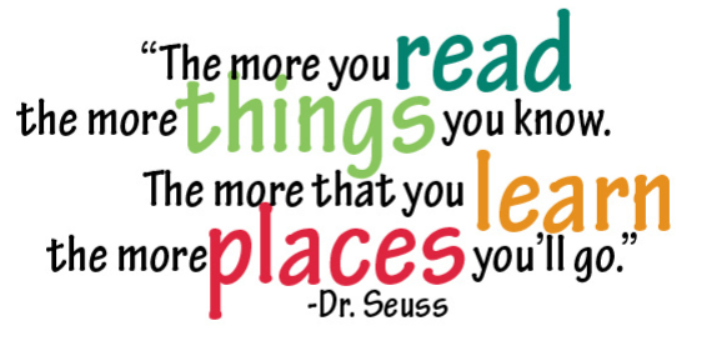 “The more you read
the more things you know.
The more that you learn
the more places you’ll go.”
-Dr. Seuss